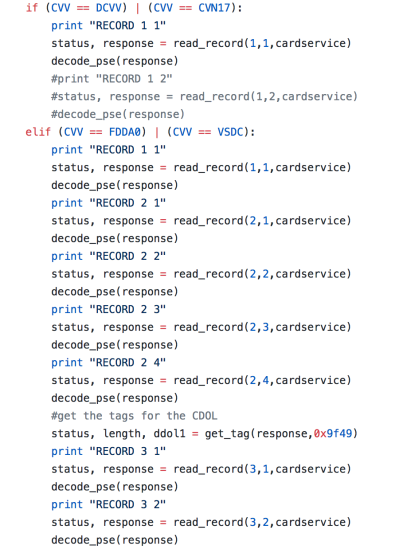 if (CVV == DCVV) | (CVV == CVN17):
print "RECORD 1 1"
status, response = read_record(1,1,cardservice)
decode_pse(response)
#print "RECORD 1 2"
#status, response = read_record(1,2,cardservice)
#decode_pse(response)
elif (CVV == FDDA0) | (CVV == VSDC):
print "RECORD 1 1"
status, response = read_record(1,1,cardservice)
decode_pse(response)
print "RECORD 2 1"
status, response = read_record(2,1,cardservice)
decode_pse(response)
print "RECORD 2 2"
status, response = read_record(2,2,cardservice)
decode_pse(response)
print "RECORD 2 3"
status, response = read_record(2,3,cardservice)
decode_pse(response)
print "RECORD 2 4"
status, response = read_record(2,4,cardservice)
decode_pse(response)
#get the tags for the CDOL
status, length, ddol1 = get_tag(response,0x9f49)
print "RECORD 3 1"
status, response = read_record(3,1,cardservice)
decode_pse(response)
print "RECORD 3 2"
status, response = read_record(3,2,cardservice)
decode_pse(response)